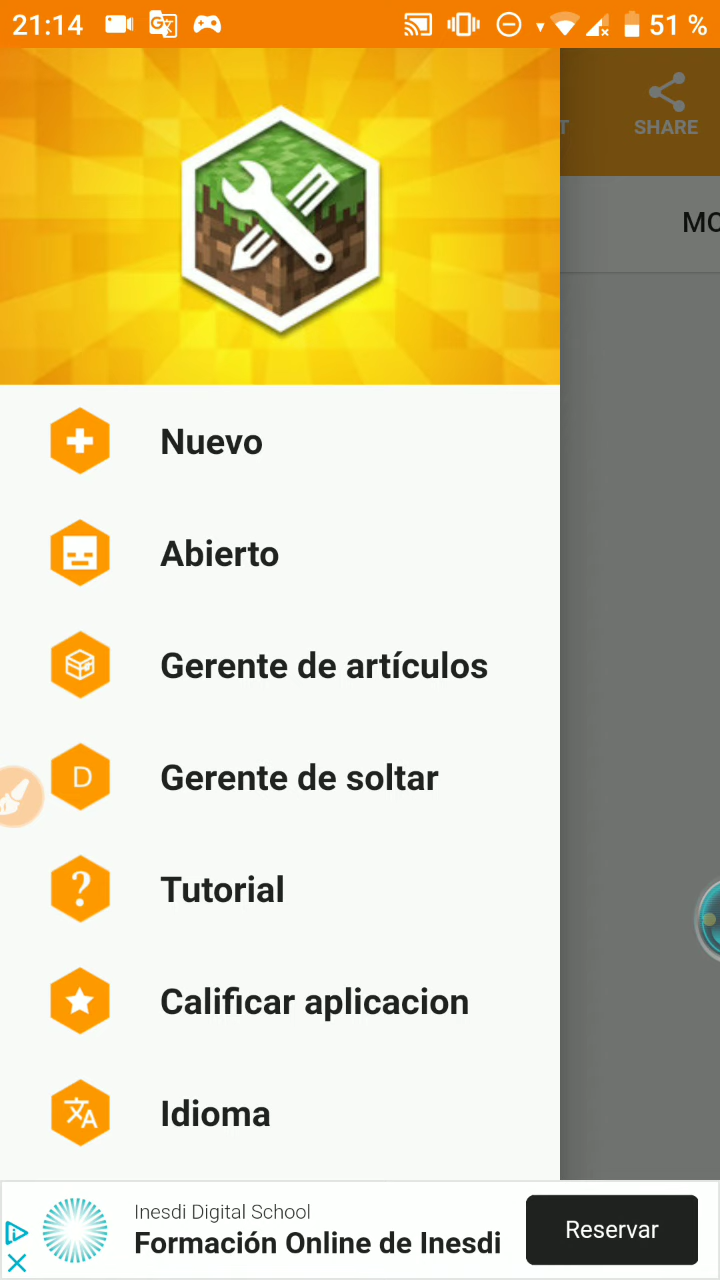 21:14
51 %
T
SHARE
MO
Nuevo
Abierto
Gerente de artículos
D
Gerente de soltar
?
Tutorial
Calificar aplicacion
Idioma
Inesdi Digital School
Formación Online de Inesdi
Reservar